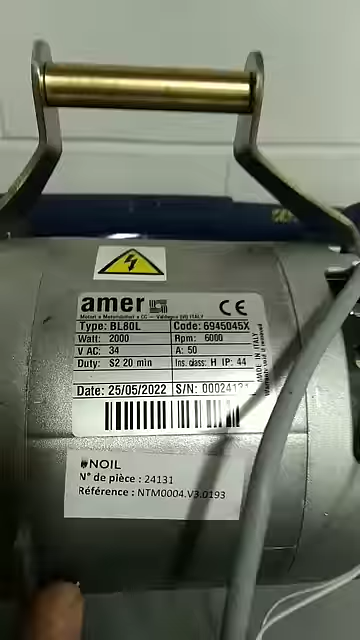 amer
Motori e Motoriduttori a CC — Valdagno (VI) ITALY
CE
Type: BL80L Code: 6945045X
Watt: 2000 Rpm: 6000
V AC: 34 A: 50
Duty: S2 20 min Ins. class: H IP: 44
Date: 25/05/2022 S/N: 00024131
MADE IN ITALY
NOIL
N° de pièce : 24131
Référence : NTM0004.V3.0193